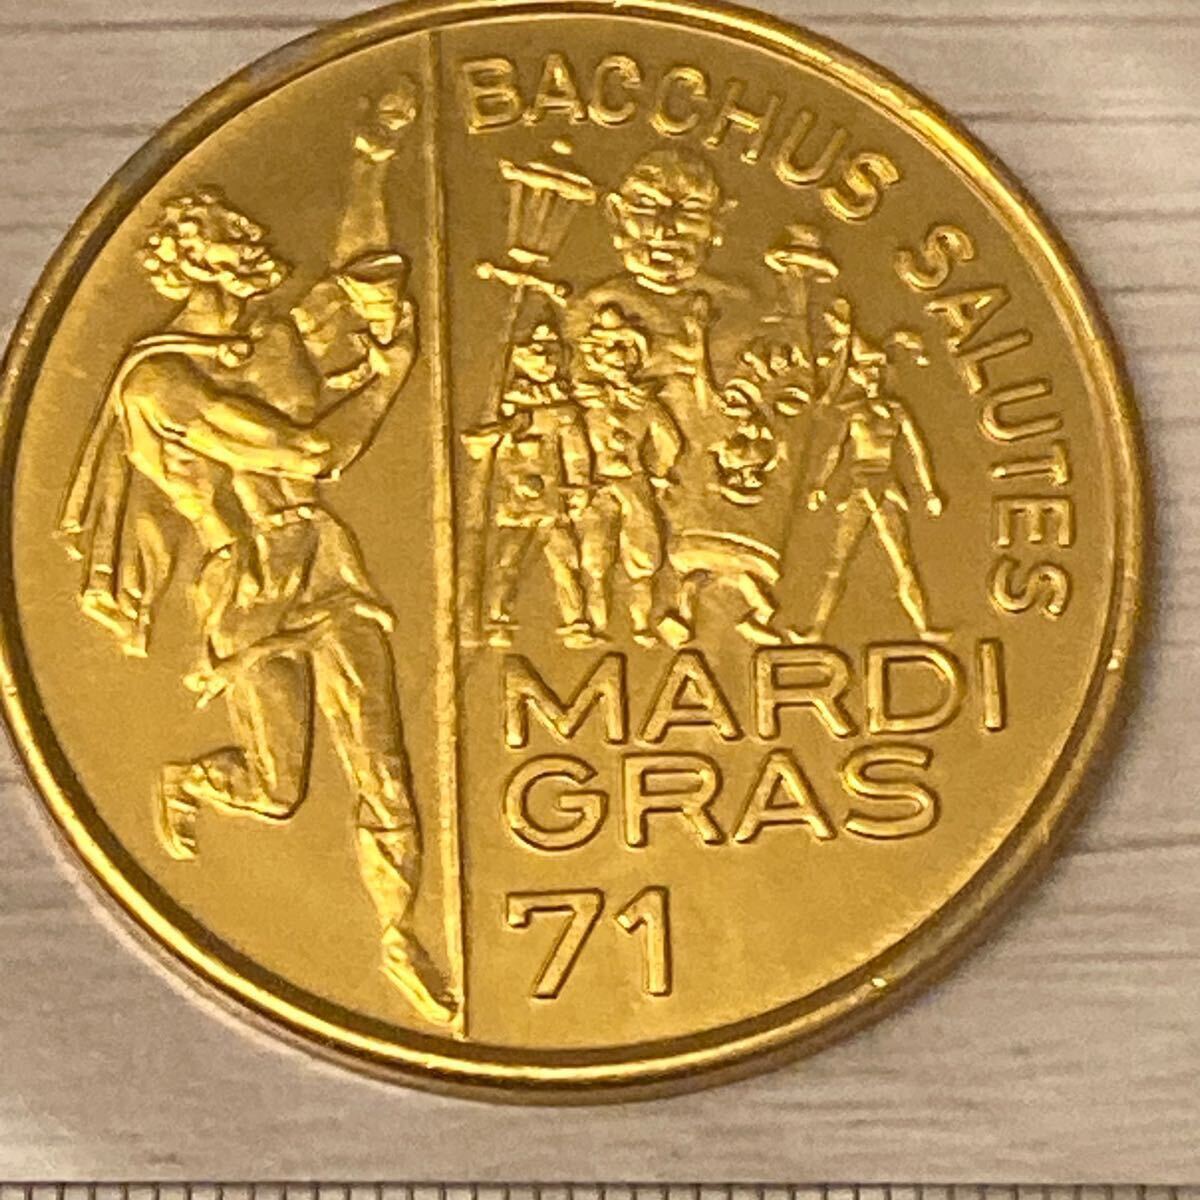 BACCHUS SALUTES
MARDI
GRAS
71